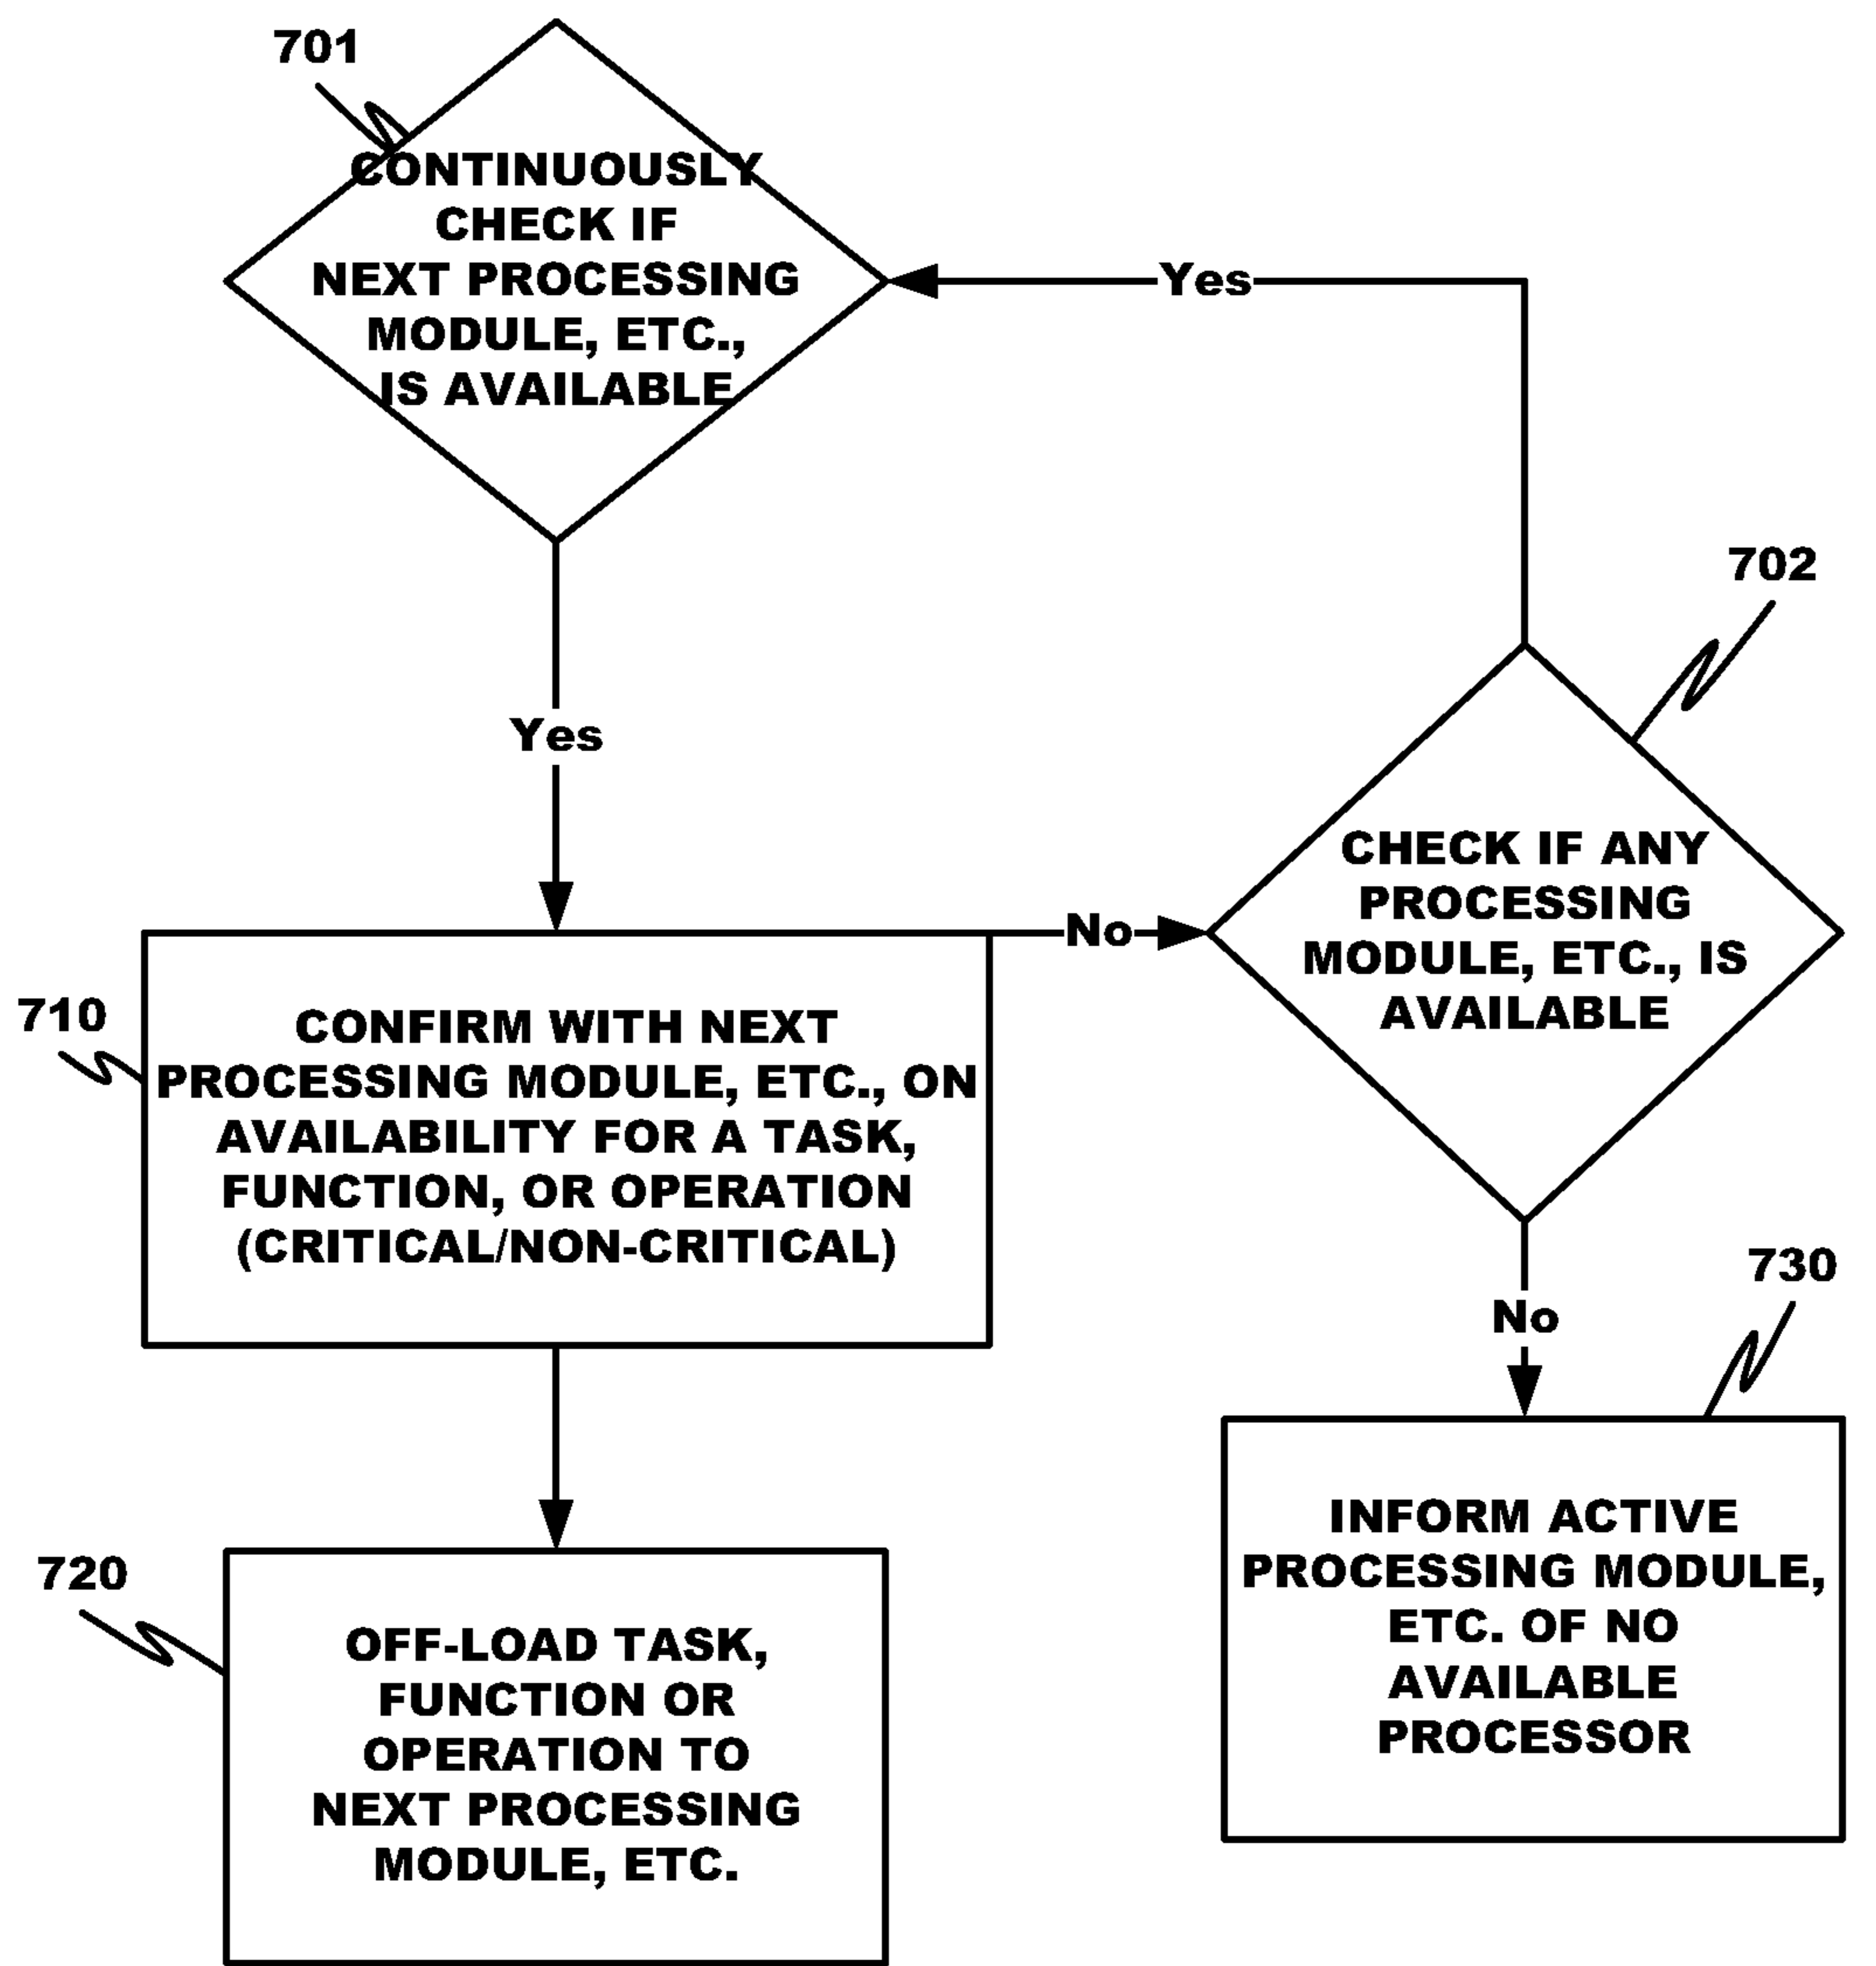 701
CONTINUOUSLY
CHECK IF
NEXT PROCESSING
MODULE, ETC.,
IS AVAILABLE
Yes
Yes
702
CHECK IF ANY
PROCESSING
MODULE, ETC., IS
AVAILABLE
No
710
CONFIRM WITH NEXT
PROCESSING MODULE, ETC., ON
AVAILABILITY FOR A TASK,
FUNCTION, OR OPERATION
(CRITICAL/NON-CRITICAL)
No
730
INFORM ACTIVE
PROCESSING MODULE,
ETC. OF NO
AVAILABLE
PROCESSOR
720
OFF-LOAD TASK,
FUNCTION OR
OPERATION TO
NEXT PROCESSING
MODULE, ETC.